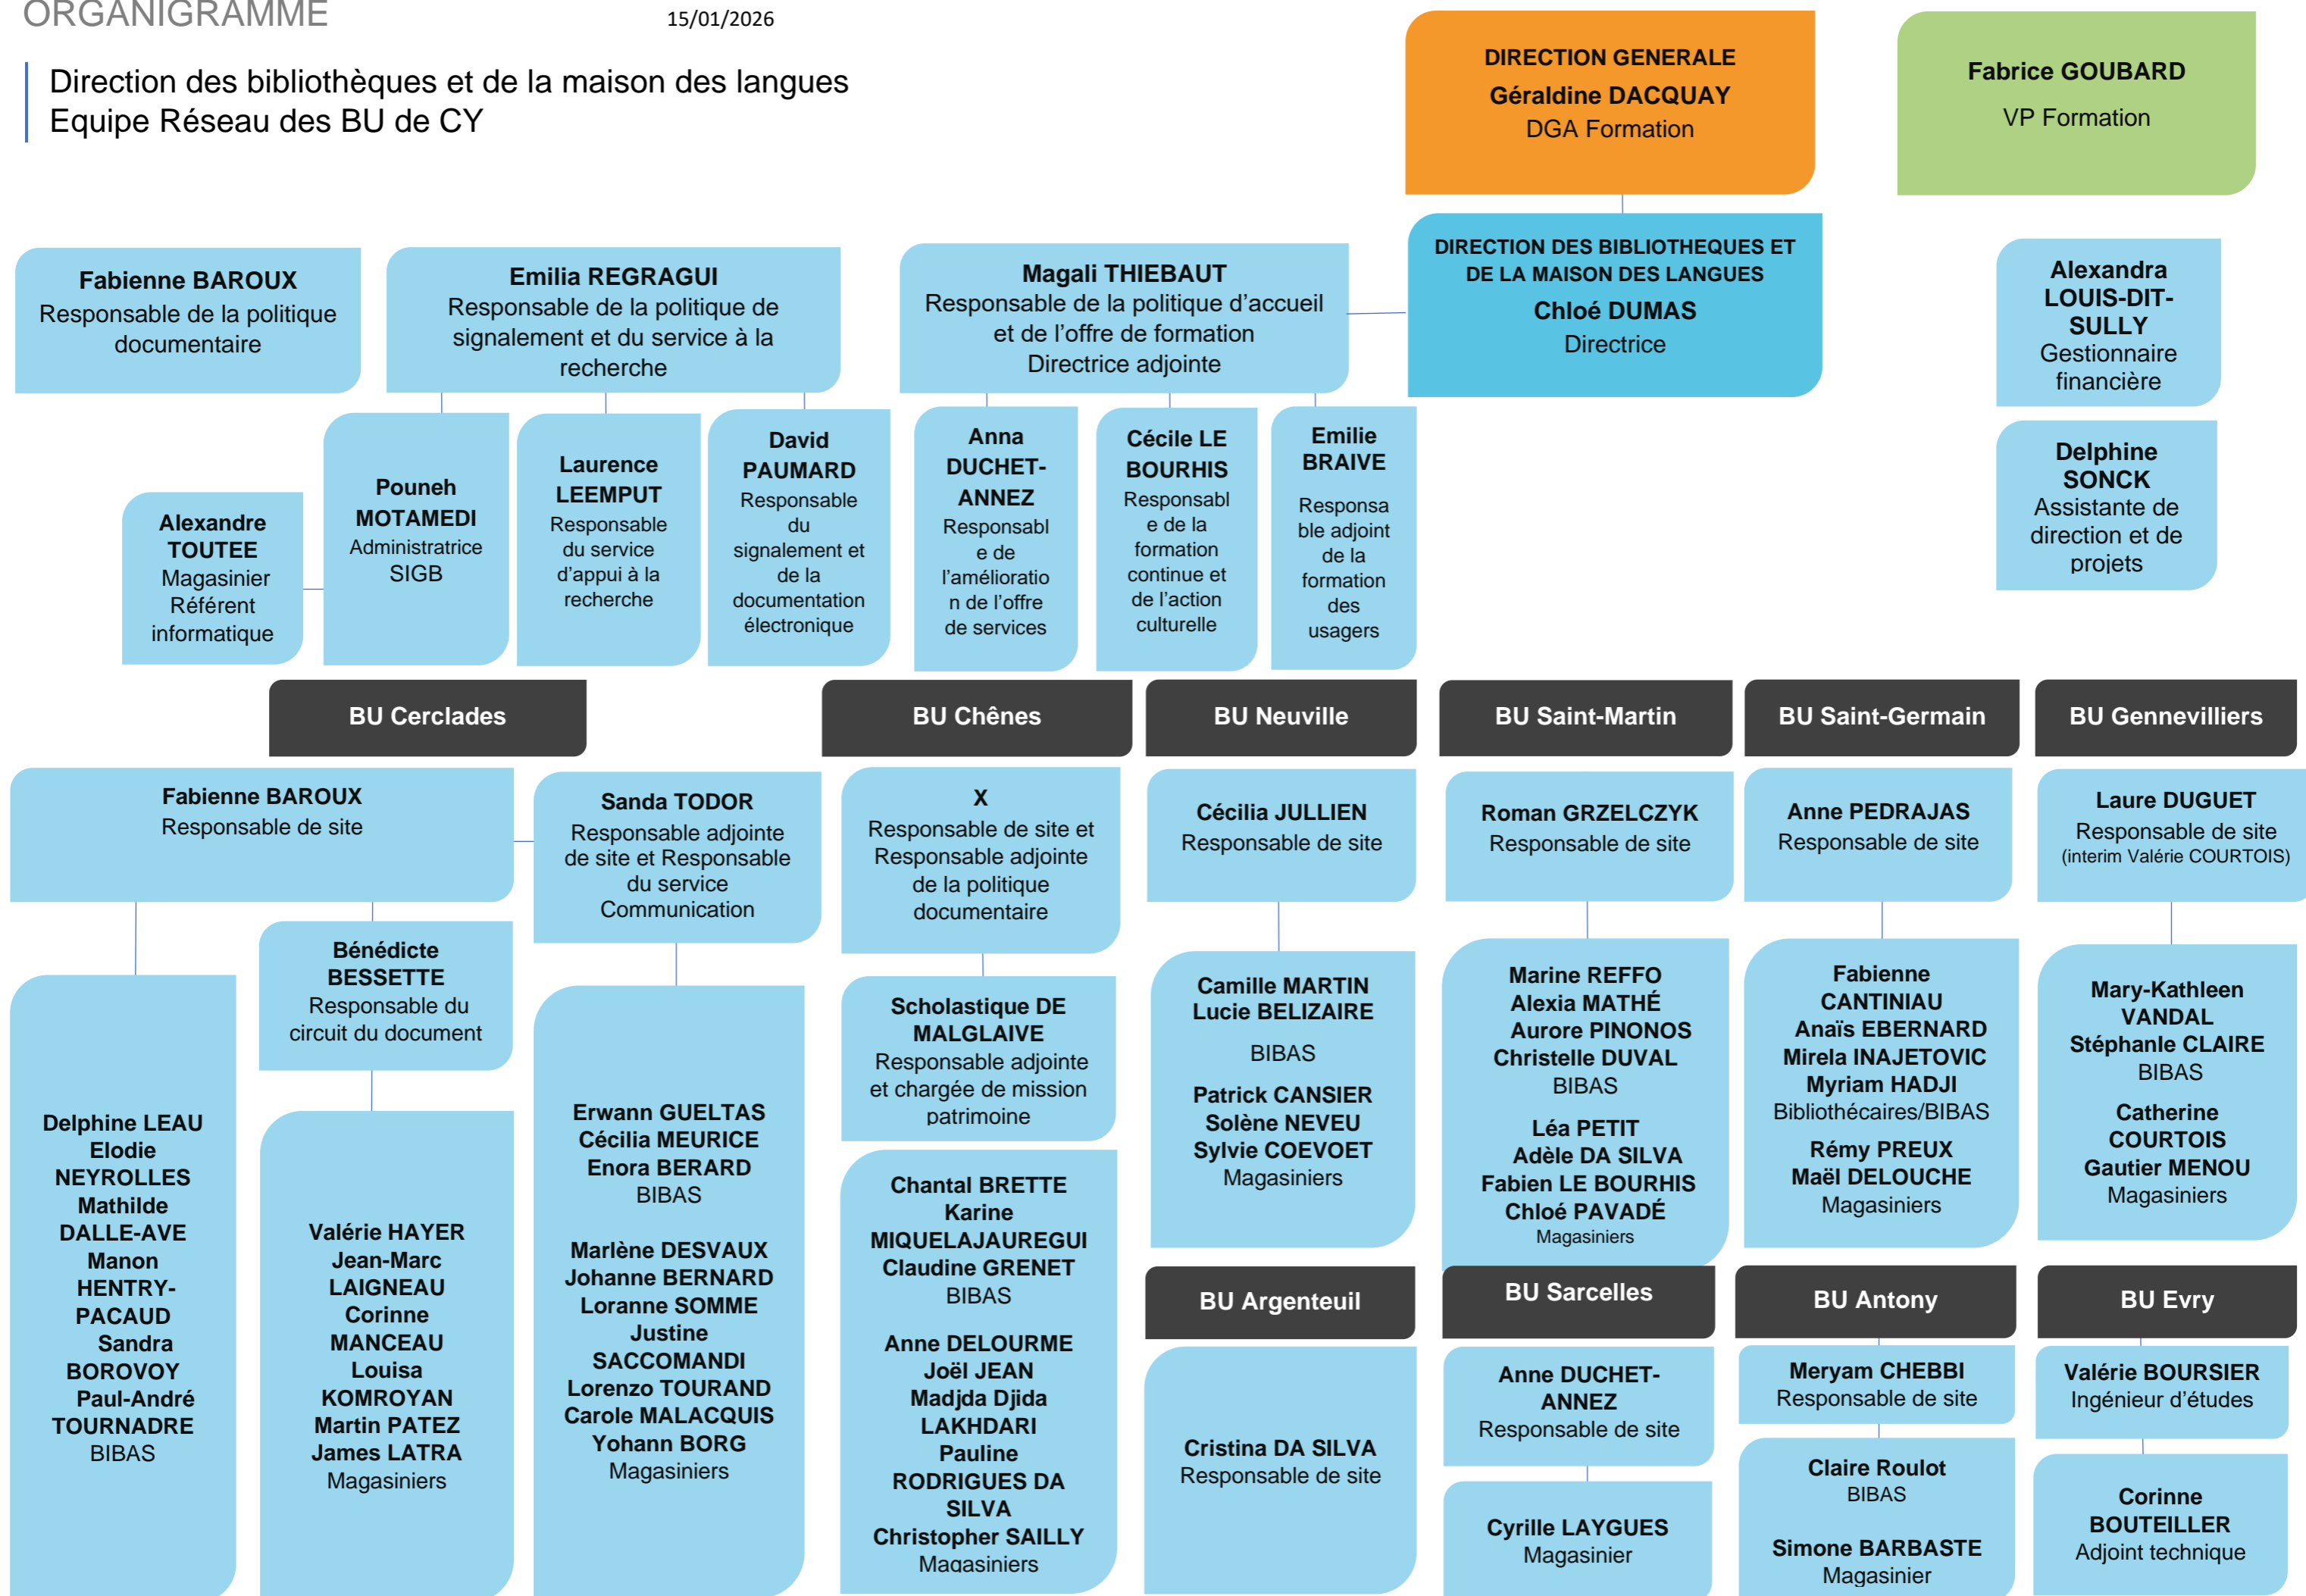 ORGANIGRAMME
15/01/2026
Direction des bibliothèques et de la maison des langues
Equipe Réseau des BU de CY
DIRECTION GENERALE
Géraldine DACQUAY
DGA Formation
Fabrice GOUBARD
VP Formation
Fabienne BAROUX
Responsable de la politique
documentaire
Emilia REGRAGUI
Responsable de la politique de
signalement et du service à la
recherche
Magali THIEBAUT
Responsable de la politique d’accueil
et de l’offre de formation
Directrice adjointe
DIRECTION DES BIBLIOTHEQUES ET
DE LA MAISON DES LANGUES
Chloé DUMAS
Directrice
Alexandra
LOUIS-DIT-
SULLY
Gestionnaire
financière
Delphine
SONCK
Assistante de
direction et de
projets
Alexandre
TOUTEE
Magasinier
Référent
informatique
Pouneh
MOTAMEDI
Administratrice
SIGB
Laurence
LEEMPUT
Responsable
du service
d’appui à la
recherche
David
PAUMARD
Responsable
du
signalement et
de la
documentation
électronique
Anna
DUCHET-
ANNEZ
Responsabl
e de
l’amélioratio
n de l’offre
de services
Cécile LE
BOURHIS
Responsabl
e de la
formation
continue et
de l’action
culturelle
Emilie
BRAIVE
Responsa
ble adjoint
de la
formation
des
usagers
BU Cerclades
Fabienne BAROUX
Responsable de site
Sanda TODOR
Responsable adjointe
de site et Responsable
du service
Communication
Bénédicte
BESSETTE
Responsable du
circuit du document
Delphine LEAU
Elodie
NEYROLLES
Mathilde
DALLE-AVE
Manon
HENTRY-
PACAUD
Sandra
BOROVOY
Paul-André
TOURNADRE
BIBAS
Valérie HAYER
Jean-Marc
LAIGNEAU
Corinne
MANCEAU
Louisa
KOMROYAN
Martin PATEZ
James LATRA
Magasiniers
Erwann GUELTAS
Cécilia MEURICE
Enora BERARD
BIBAS
Marlène DESVAUX
Johanne BERNARD
Loranne SOMME
Justine
SACCOMANDI
Lorenzo TOURAND
Carole MALACQUIS
Yohann BORG
Magasiniers
BU Chênes
X
Responsable de site et
Responsable adjointe
de la politique
documentaire
Scholastique DE
MALGLAIVE
Responsable adjointe
et chargée de mission
patrimoine
Chantal BRETTE
Karine
MIQUELAJAUREGUI
Claudine GRENET
BIBAS
Anne DELOURME
Joël JEAN
Madjda Djida
LAKHDARI
Pauline
RODRIGUES DA
SILVA
Christopher SAILLY
Magasiniers
BU Neuville
Cécilia JULLIEN
Responsable de site
Camille MARTIN
Lucie BELIZAIRE
BIBAS
Patrick CANSIER
Solène NEVEU
Sylvie COEVOET
Magasiniers
BU Saint-Martin
Roman GRZELCZYK
Responsable de site
Marine REFFO
Alexia MATHÉ
Aurore PINONOS
Christelle DUVAL
BIBAS
Léa PETIT
Adèle DA SILVA
Fabien LE BOURHIS
Chloé PAVADÉ
Magasiniers
BU Saint-Germain
Anne PEDRAJAS
Responsable de site
Fabienne
CANTINIAU
Anaïs EBERNARD
Mirela INAJETOVIC
Myriam HADJI
Bibliothécaires/BIBAS
Rémy PREUX
Maël DELOUCHE
Magasiniers
BU Gennevilliers
Laure DUGUET
Responsable de site
(interim Valérie COURTOIS)
Mary-Kathleen
VANDAL
Stéphanle CLAIRE
BIBAS
Catherine
COURTOIS
Gautier MENOU
Magasiniers
BU Argenteuil
Cristina DA SILVA
Responsable de site
BU Sarcelles
Anne DUCHET-
ANNEZ
Responsable de site
Cyrille LAYGUES
Magasinier
BU Antony
Meryam CHEBBI
Responsable de site
Claire Roulot
BIBAS
Simone BARBASTE
Magasinier
BU Evry
Valérie BOURSIER
Ingénieur d’études
Corinne
BOUTEILLER
Adjoint technique